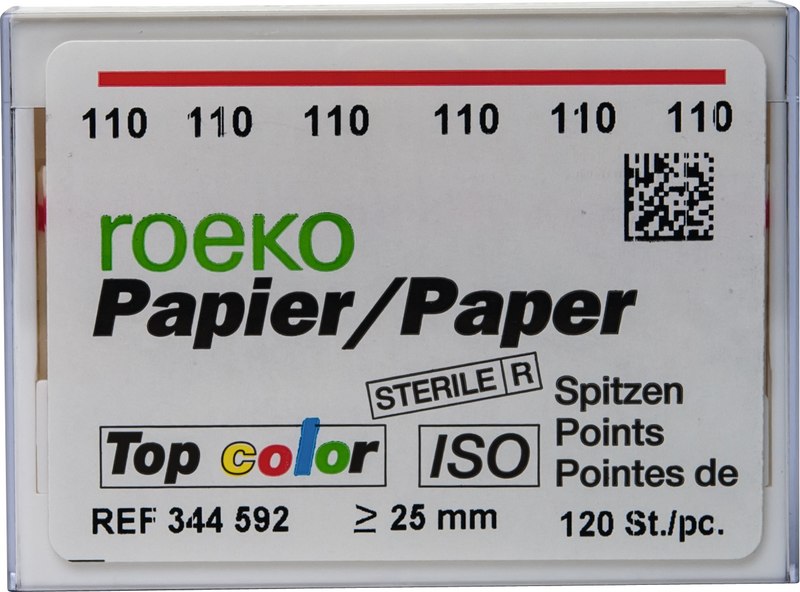 110 110 110 110 110 110
roeko
Papier/Paper
STERILE R
Spitzen
Points
Pointes de
Top color
ISO
REF 344 592
≥ 25 mm
120 St./pc.